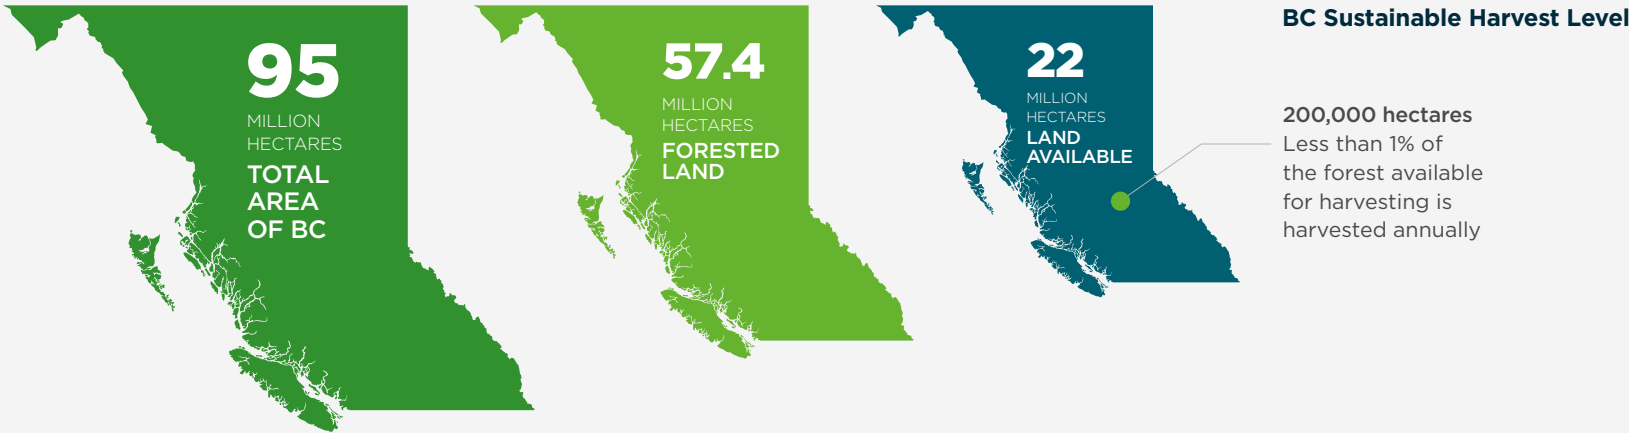 95
MILLION
HECTARES
TOTAL
AREA
OF BC
57.4
MILLION
HECTARES
FORESTED
LAND
22
MILLION
HECTARES
LAND
AVAILABLE
BC Sustainable Harvest Level
200,000 hectares
Less than 1% of
the forest available
for harvesting is
harvested annually